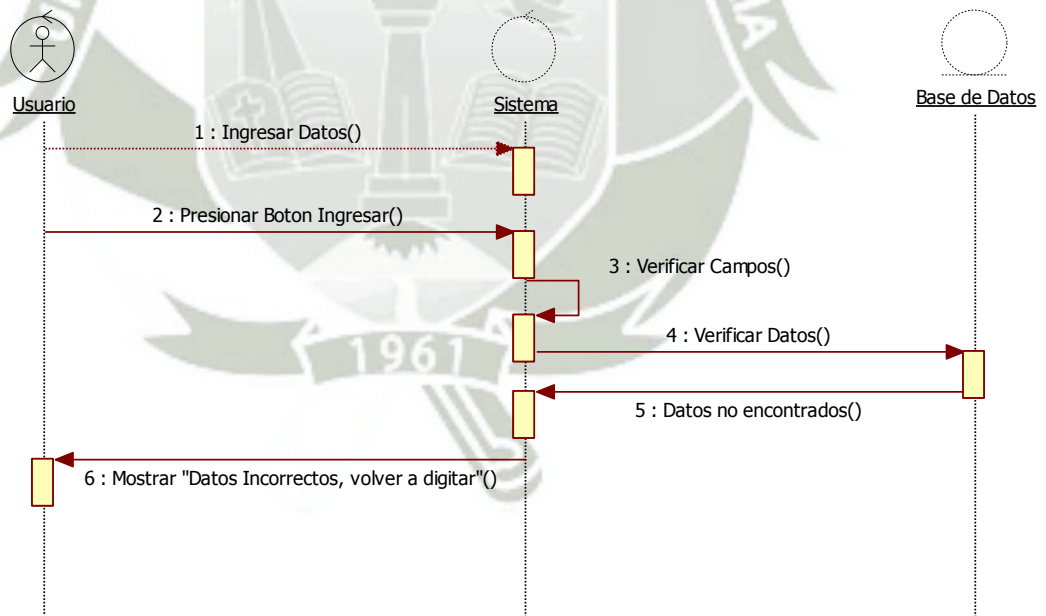 Usuario
Sistema
Base de Datos
1 : Ingresar Datos()
2 : Presionar Boton Ingresar()
3 : Verificar Campos()
4 : Verificar Datos()
5 : Datos no encontrados()
6 : Mostrar "Datos Incorrectos, volver a digitar"()
1961